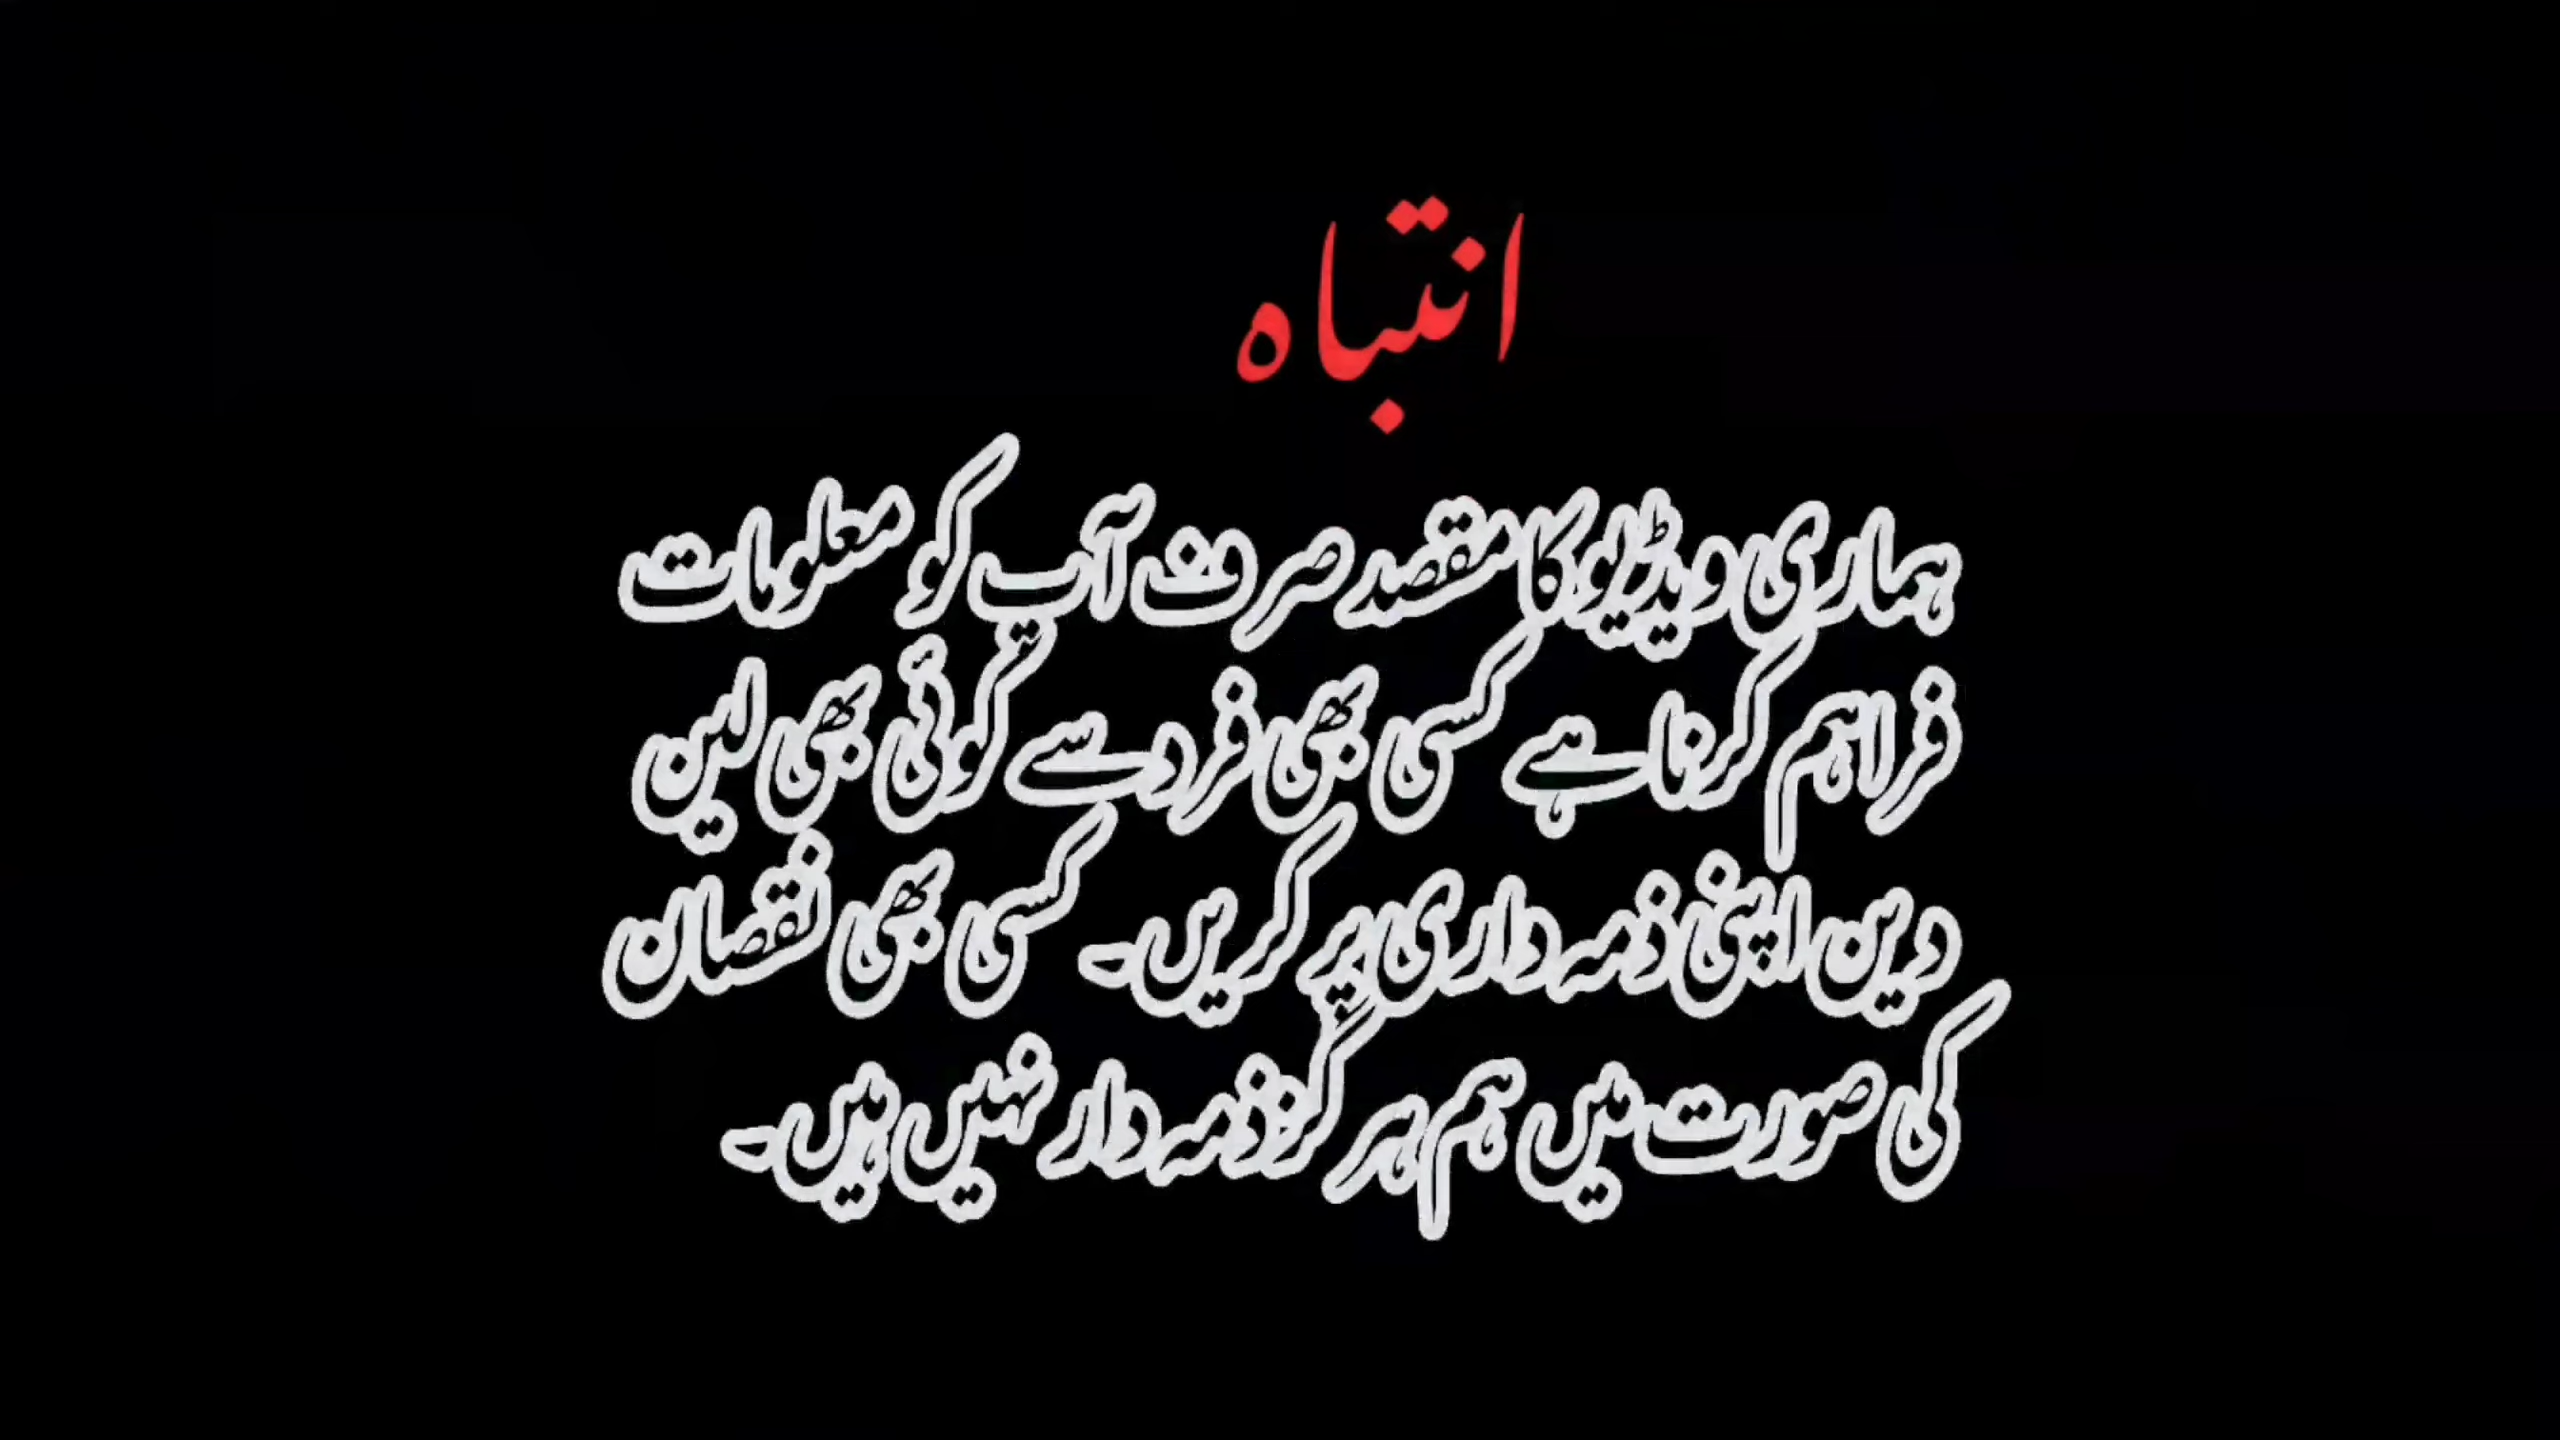 انتباہ
ہماری ویڈیو کا مقصد صرف آپ کو معلومات
فراہم کرنا ہے کسی بھی فرد سے کوئی بھی لین
دین اپنی ذمہ داری پر کریں۔ کسی بھی نقصان
کی صورت میں ہم ہرگز ذمہ دار نہیں ہیں۔